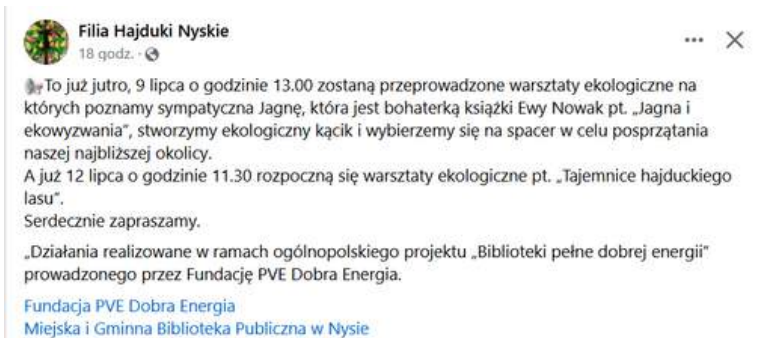 Filia Hajduki Nyskie
18 godz.
To już jutro, 9 lipca o godzinie 13.00 zostaną przeprowadzone warsztaty ekologiczne na
których poznamy sympatyczna Jagnę, która jest bohaterką książki Ewy Nowak pt. „Jagna i
ekowyzwania", stworzymy ekologiczny kącik i wybierzemy się na spacer w celu posprzątania
naszej najbliższej okolicy.
A już 12 lipca o godzinie 11.30 rozpoczną się warsztaty ekologiczne pt. „Tajemnice hajduckiego
lasu".
Serdecznie zapraszamy.
„Działania realizowane w ramach ogólnopolskiego projektu „Biblioteki pełne dobrej energii"
prowadzonego przez Fundację PVE Dobra Energia.
Fundacja PVE Dobra Energia
Miejska i Gminna Biblioteka Publiczna w Nysie